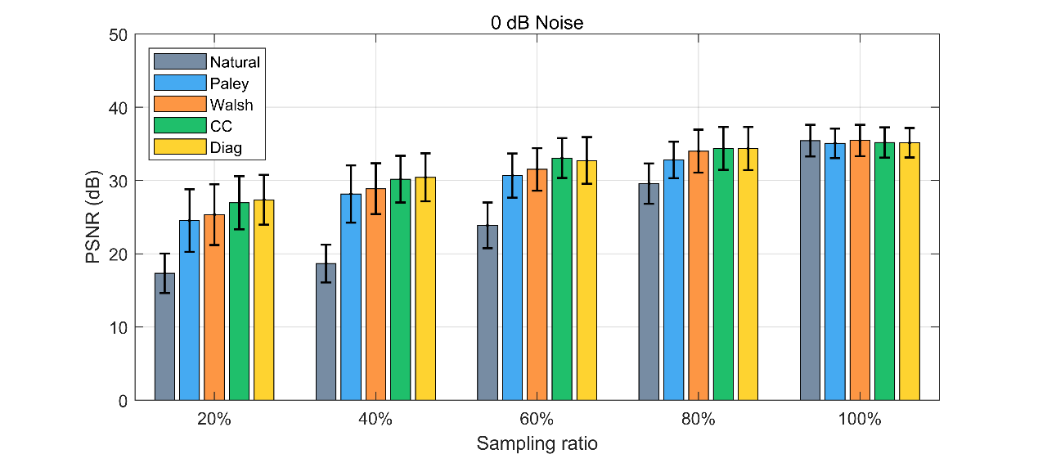 0 dB Noise
50
40
30
20
10
0
PSNR (dB)
Natural
Paley
Walsh
CC
Diag
20% 40% 60% 80% 100%
Sampling ratio